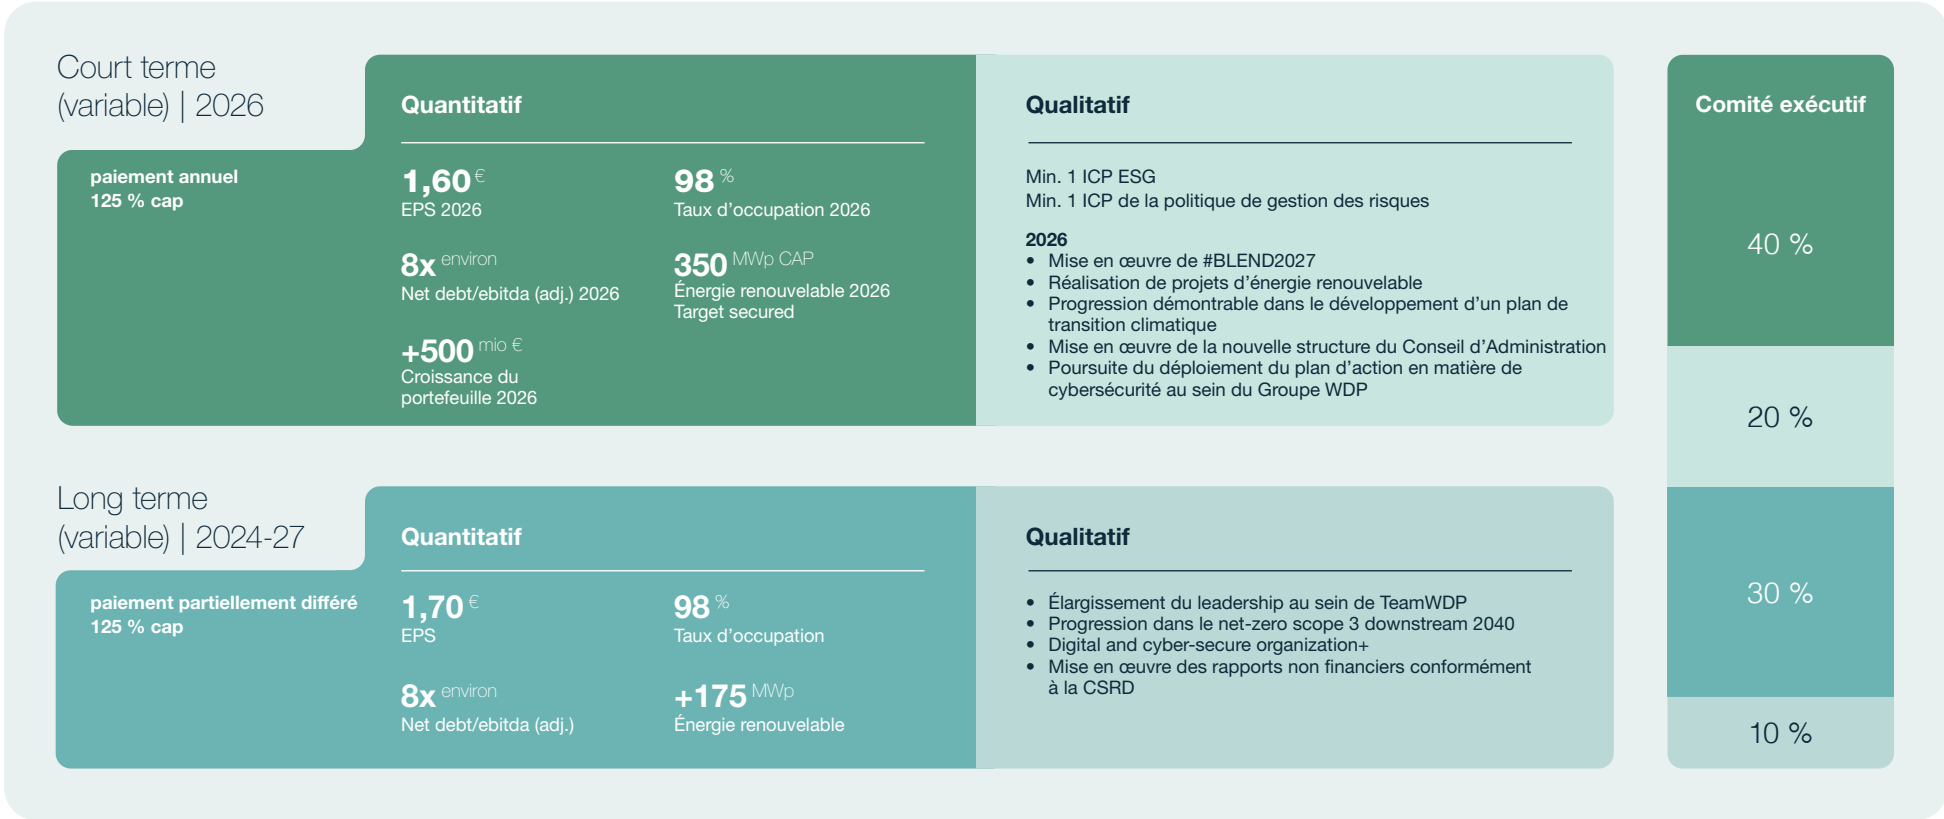 Court terme
(variable) | 2026
paiement annuel
125 % cap
Quantitatif
1,60 €
EPS 2026
98 %
Taux d’occupation 2026
8x environ
Net debt/ebitda (adj.) 2026
350 MWp CAP
Énergie renouvelable 2026
Target secured
+500 mio €
Croissance du
portefeuille 2026
Qualitatif
Min. 1 ICP ESG
Min. 1 ICP de la politique de gestion des risques
2026
• Mise en œuvre de #BLEND2027
• Réalisation de projets d’énergie renouvelable
• Progression démontrable dans le développement d’un plan de
transition climatique
• Mise en œuvre de la nouvelle structure du Conseil d’Administration
• Poursuite du déploiement du plan d’action en matière de
cybersécurité au sein du Groupe WDP
Long terme
(variable) | 2024-27
paiement partiellement différé
125 % cap
Quantitatif
1,70 €
EPS
98 %
Taux d’occupation
8x environ
Net debt/ebitda (adj.)
+175 MWp
Énergie renouvelable
Qualitatif
• Élargissement du leadership au sein de TeamWDP
• Progression dans le net-zero scope 3 downstream 2040
• Digital and cyber-secure organization+
• Mise en œuvre des rapports non financiers conformément
à la CSRD
Comité exécutif
40 %
20 %
30 %
10 %